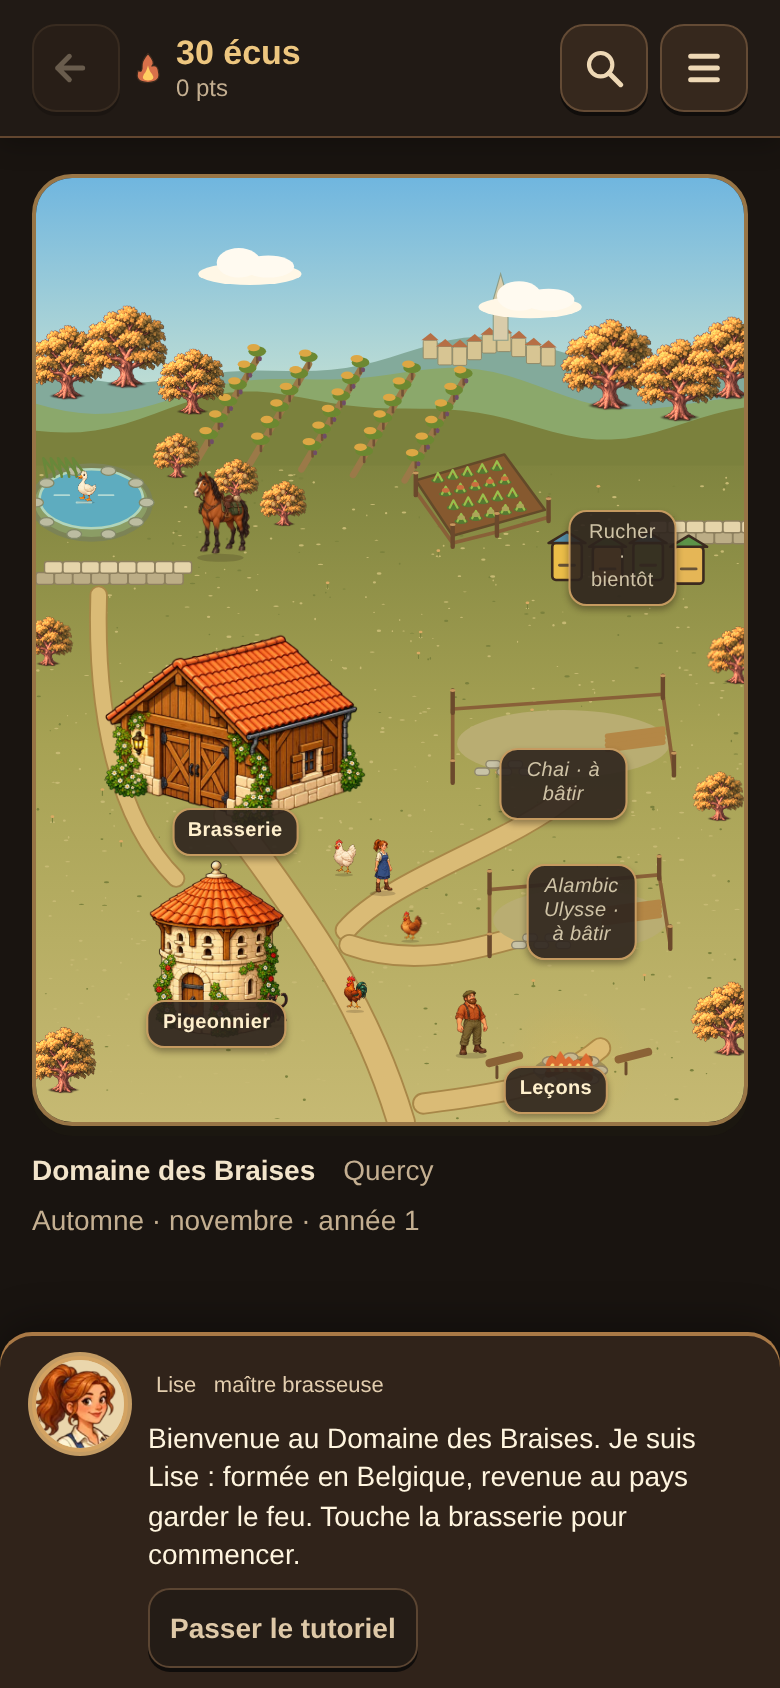 30 écus
0 pts
Rucher
·
bientôt
Chai · à
bâtir
Brasserie
Alambic
Ulysse ·
à bâtir
Pigeonnier
Leçons
Domaine des Braises Quercy
Automne · novembre · année 1
Lise maître brasseuse
Bienvenue au Domaine des Braises. Je suis
Lise : formée en Belgique, revenue au pays
garder le feu. Touche la brasserie pour
commencer.
Passer le tutoriel